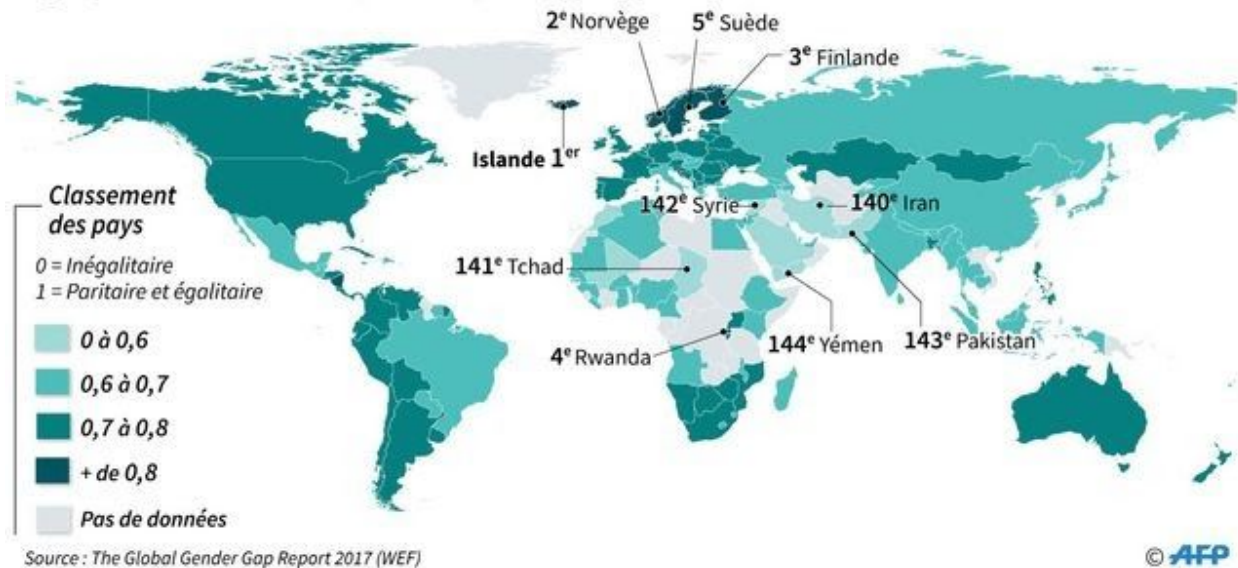 2e Norvège
5e Suède
3e Finlande
Islande 1er
Classement
des pays
0 = Inégalitaire
1 = Paritaire et égalitaire
0 à 0,6
0,6 à 0,7
0,7 à 0,8
+ de 0,8
Pas de données
142e Syrie
140e Iran
141e Tchad
4e Rwanda
144e Yémen
143e Pakistan
Source : The Global Gender Gap Report 2017 (WEF)
© AFP